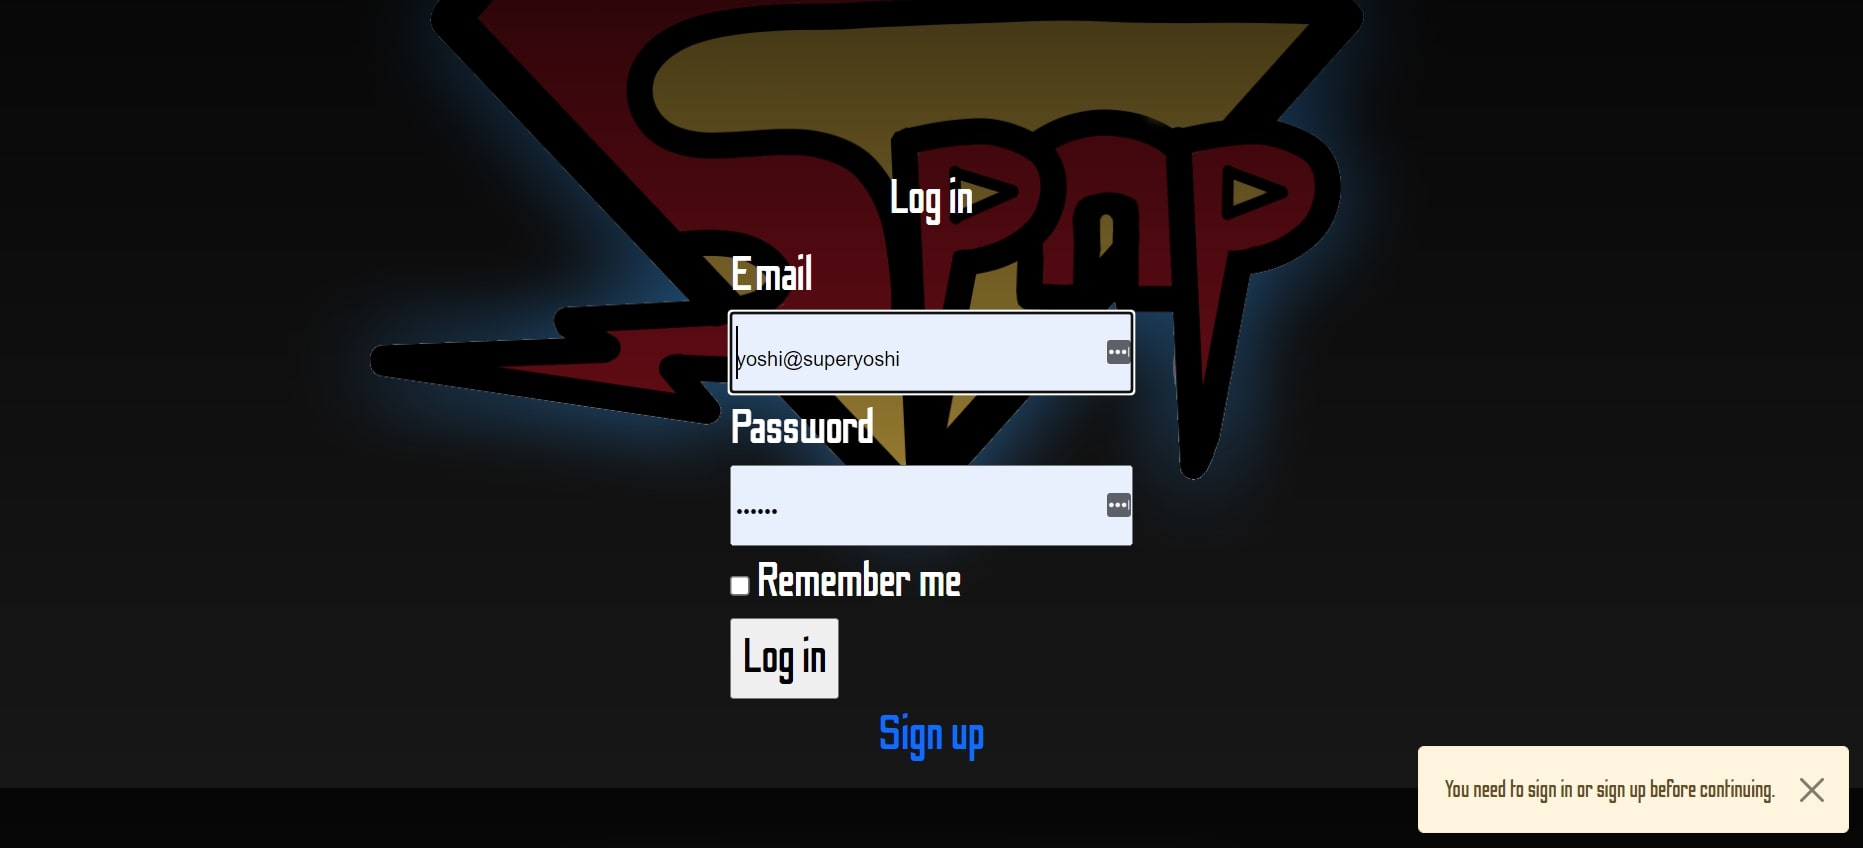 Log in
Email
yoshi@superyoshi
Password
Remember me
Log in
Sign up
You need to sign in or sign up before continuing.